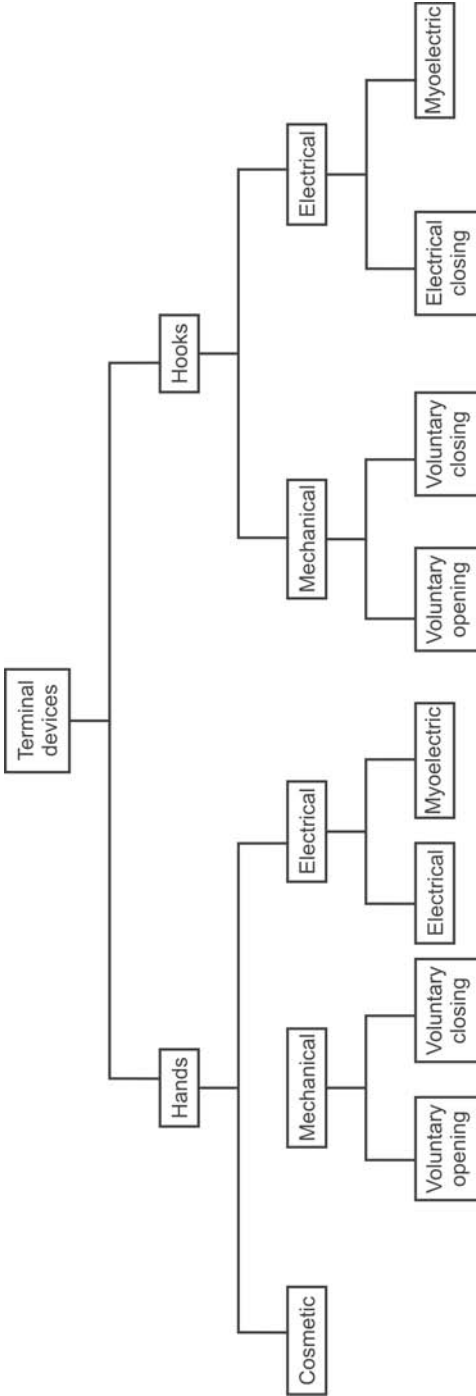 Terminal
devices
Hands
Hooks
Cosmetic
Mechanical
Electrical
Mechanical
Electrical
Voluntary
opening
Voluntary
closing
Electrical
Myoelectric
Voluntary
opening
Voluntary
closing
Electrical
closing
Myoelectric